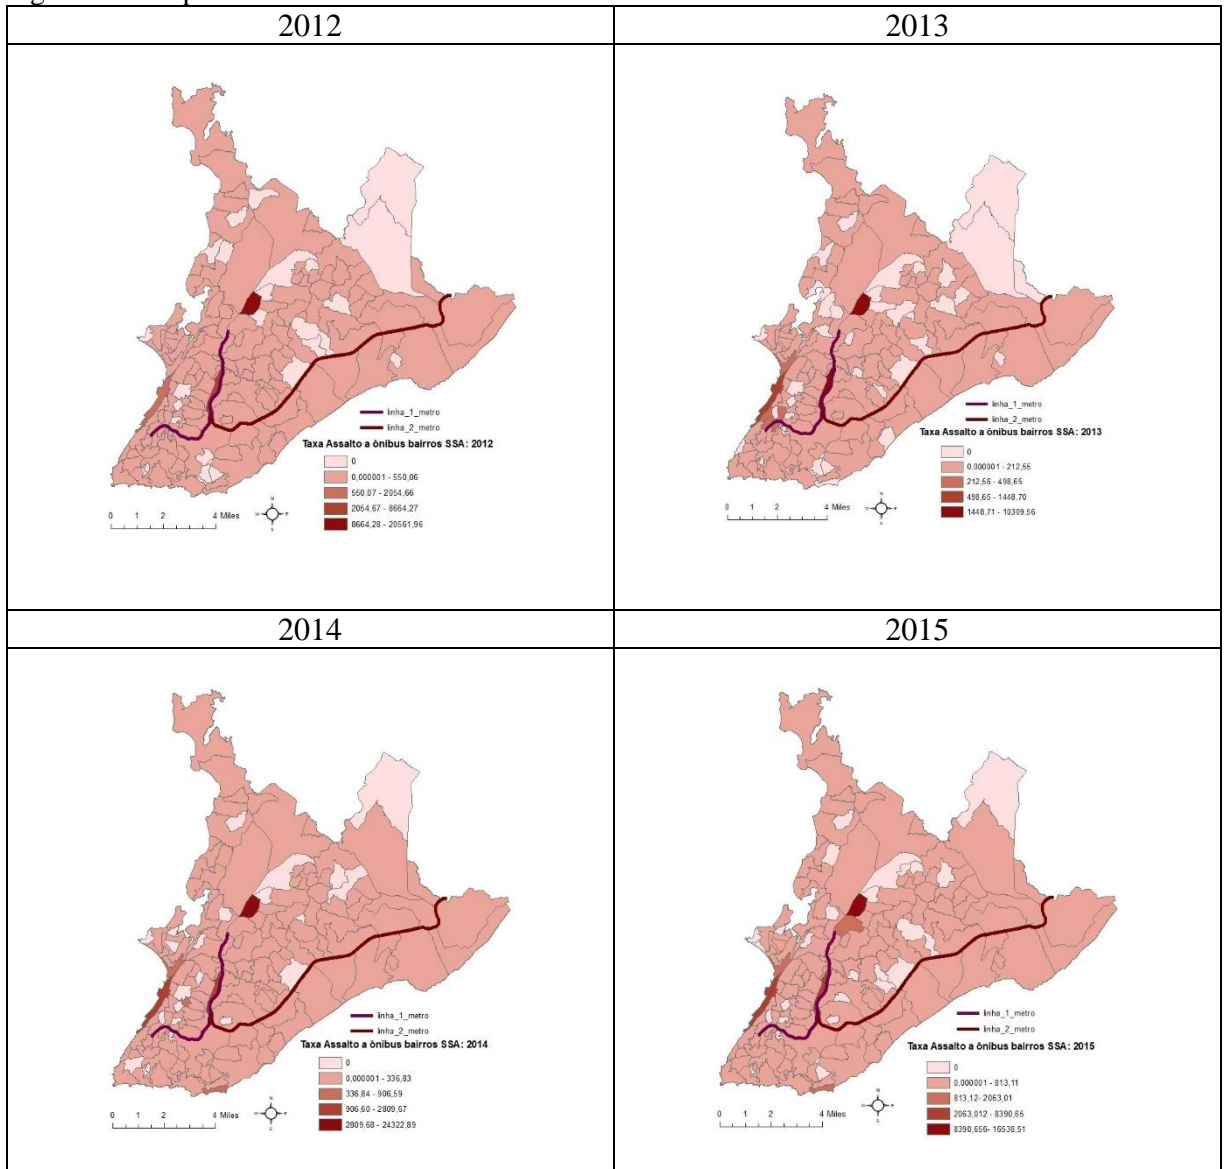 2012
2013
linha_1_metro
linha_2_metro
Taxa Assalto a ônibus bairros SSA: 2012
0
0,000001 - 550,06
550,07 - 2054,66
2054,67 - 8664,27
8664,28 - 20561,96
0 1 2 4 Miles
N
W E
S
linha_1_metro
linha_2_metro
Taxa Assalto a ônibus bairros SSA: 2013
0
0,000001 - 212,55
212,56 - 498,65
498,65 - 1448,70
1448,71 - 10309,56
0 1 2 4 Miles
N
W E
S
2014
2015
linha_1_metro
linha_2_metro
Taxa Assalto a ônibus bairros SSA: 2014
0
0,000001 - 336,83
336,84 - 906,59
906,60 - 2809,67
2809,68 - 24322,89
0 1 2 4 Miles
N
W E
S
linha_1_metro
linha_2_metro
Taxa Assalto a ônibus bairros SSA: 2015
0
0,000001 - 813,11
813,12- 2063,01
2063,012 - 8390,65
8390,656- 16538,51
0 1 2 4 Miles
N
W E
S